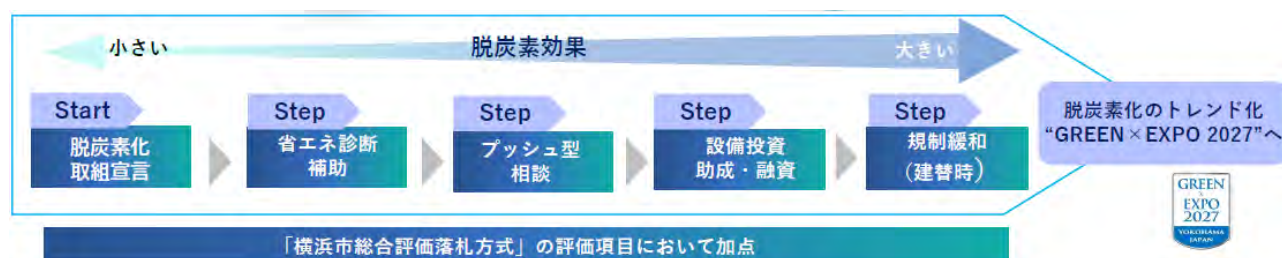 小さい
脱炭素効果
大きい
Start
脱炭素化
取組宣言
Step
省エネ診断
補助
Step
プッシュ型
相談
Step
設備投資
助成・融資
Step
規制緩和
(建替時)
脱炭素化のトレンド化
“GREEN×EXPO 2027”へ
GREEN
×
EXPO
2027
YOKOHAMA
JAPAN
「横浜市総合評価落札方式」の評価項目において加点